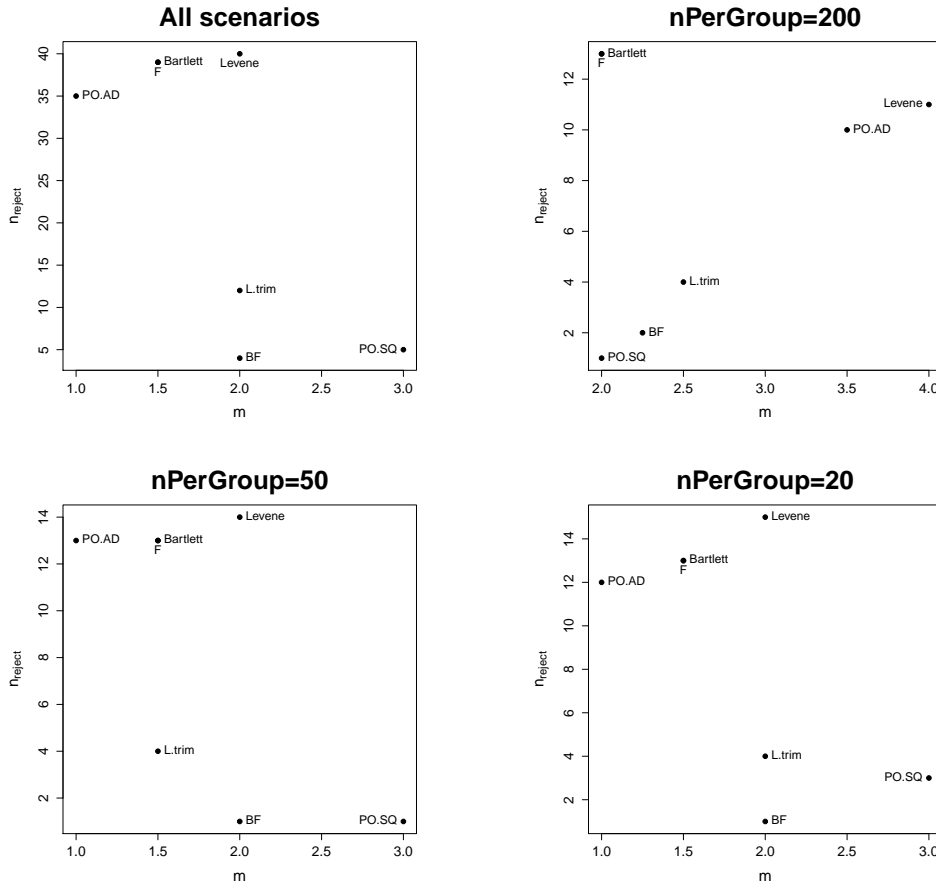 All scenarios
40
35
30
25
20
15
10
5
n_reject
PO.AD
Bartlett
F
Levene
L.trim
BF
PO.SQ
1.0 1.5 2.0 2.5 3.0
m
nPerGroup=200
12
10
8
6
4
2
n_reject
Bartlett
F
Levene
PO.AD
L.trim
BF
PO.SQ
2.0 2.5 3.0 3.5 4.0
m
nPerGroup=50
14
12
10
8
6
4
2
n_reject
Levene
PO.AD
Bartlett
F
L.trim
BF
PO.SQ
1.0 1.5 2.0 2.5 3.0
m
nPerGroup=20
14
12
10
8
6
4
2
n_reject
Levene
Bartlett
F
PO.AD
L.trim
PO.SQ
BF
1.0 1.5 2.0 2.5 3.0
m